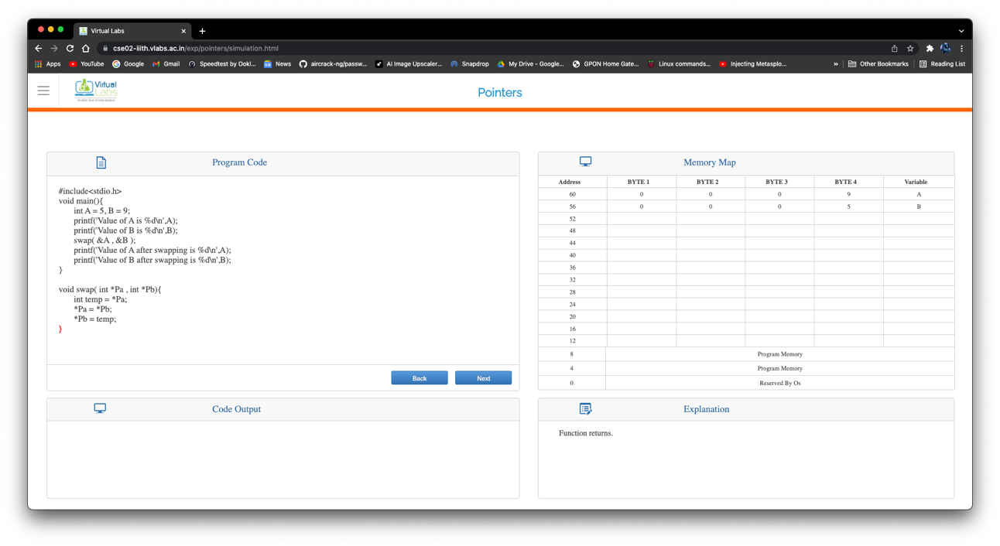 Virtual Labs
cse02-iiith.vlabs.ac.in/exp/pointers/simulation.html
Apps YouTube Google Gmail Speedtest by Ookl... News aircrack-ng/passw... AI Image Upscaler... Snapdrop My Drive - Google... GPON Home Gate... Linux commands... Injecting Metasplo... » Other Bookmarks Reading List
Virtual
Labs
Pointers
Program Code
#include<stdio.h>
void main(){
int A = 5, B = 9;
printf('Value of A is %d\n',A);
printf('Value of B is %d\n',B);
swap( &A , &B );
printf('Value of A after swapping is %d\n',A);
printf('Value of B after swapping is %d\n',B);
}
void swap( int *Pa , int *Pb){
int temp = *Pa;
*Pa = *Pb;
*Pb = temp;
}
Back Next
Memory Map
Address BYTE 1 BYTE 2 BYTE 3 BYTE 4 Variable
60 0 0 0 9 A
56 0 0 0 5 B
52
48
44
40
36
32
28
24
20
16
12
8 Program Memory
4 Program Memory
0 Reserved By Os
Code Output
Explanation
Function returns.